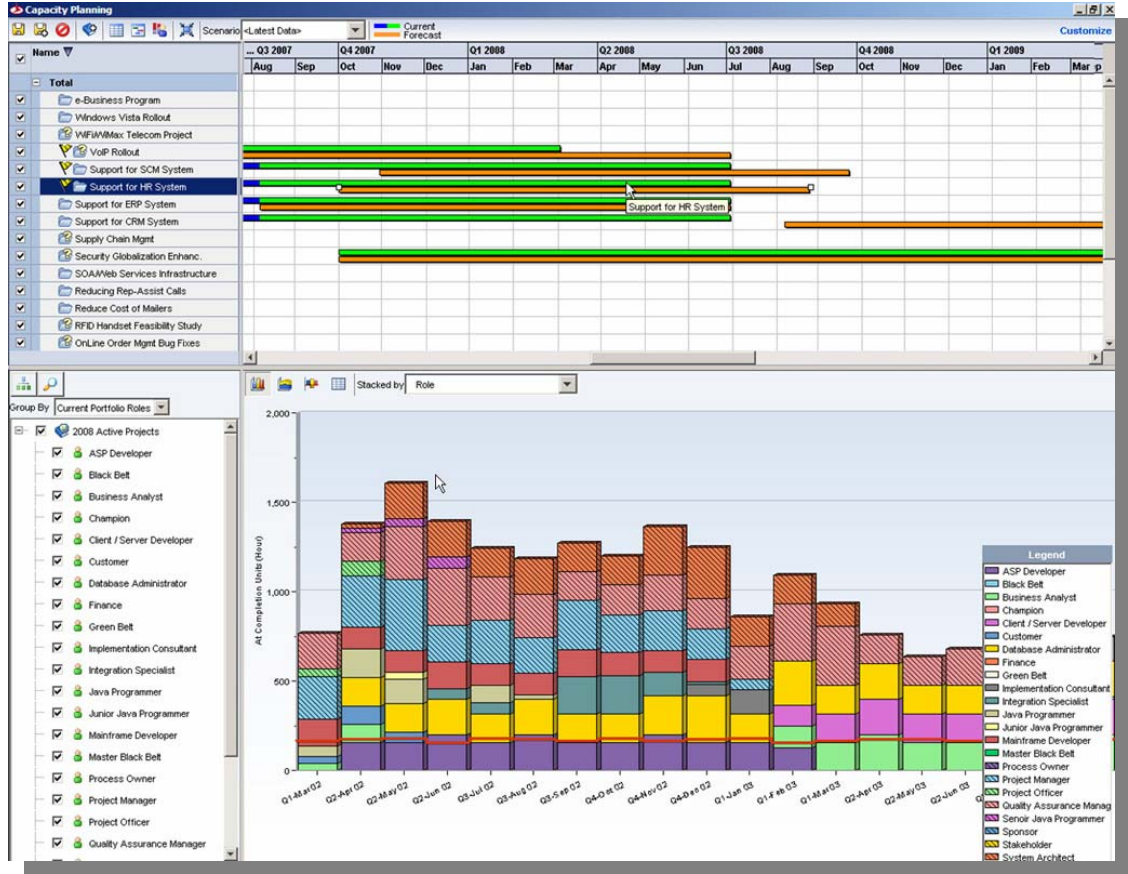 Capacity Planning
Scenario <Latest Data> Current
Forecast
Customize
Name ... Q3 2007 Q4 2007 Q1 2008 Q2 2008 Q3 2008 Q4 2008 Q1 2009
Aug Sep Oct Nov Dec Jan Feb Mar Apr May Jun Jul Aug Sep Oct Nov Dec Jan Feb Mar
Total
e-Business Program
Windows Vista Rollout
WiFi/WiMax Telecom Project
VoIP Rollout
Support for SCM System
Support for HR System
Support for HR System
Support for ERP System
Support for CRM System
Supply Chain Mgmt
Security Globalization Enhanc.
SOA/Web Services Infrastructure
Reducing Rep-Assist Calls
Reduce Cost of Mailers
RFID Handset Feasibility Study
OnLine Order Mgmt Bug Fixes
Group By Current Portfolio Roles
2008 Active Projects
ASP Developer
Black Belt
Business Analyst
Champion
Client / Server Developer
Customer
Database Administrator
Finance
Green Belt
Implementation Consultant
Integration Specialist
Java Programmer
Junior Java Programmer
Mainframe Developer
Master Black Belt
Process Owner
Project Manager
Project Officer
Quality Assurance Manager
Stacked by Role
2,000
1,500
1,000
500
0
At Completion Units (Hour)
Q1-Mar 02 Q2-Apr 02 Q2-May 02 Q2-Jun 02 Q3-Jul 02 Q3-Aug 02 Q3-Sep 02 Q4-Oct 02 Q4-Nov 02 Q4-Dec 02 Q1-Jan 03 Q1-Feb 03 Q1-Mar 03 Q2-Apr 03 Q2-May 03 Q2-Jun 03
Legend
ASP Developer
Black Belt
Business Analyst
Champion
Client / Server Developer
Customer
Database Administrator
Finance
Green Belt
Implementation Consultant
Integration Specialist
Java Programmer
Junior Java Programmer
Mainframe Developer
Master Black Belt
Process Owner
Project Manager
Project Officer
Quality Assurance Manag
Senoir Java Programmer
Sponsor
Stakeholder
System Architect